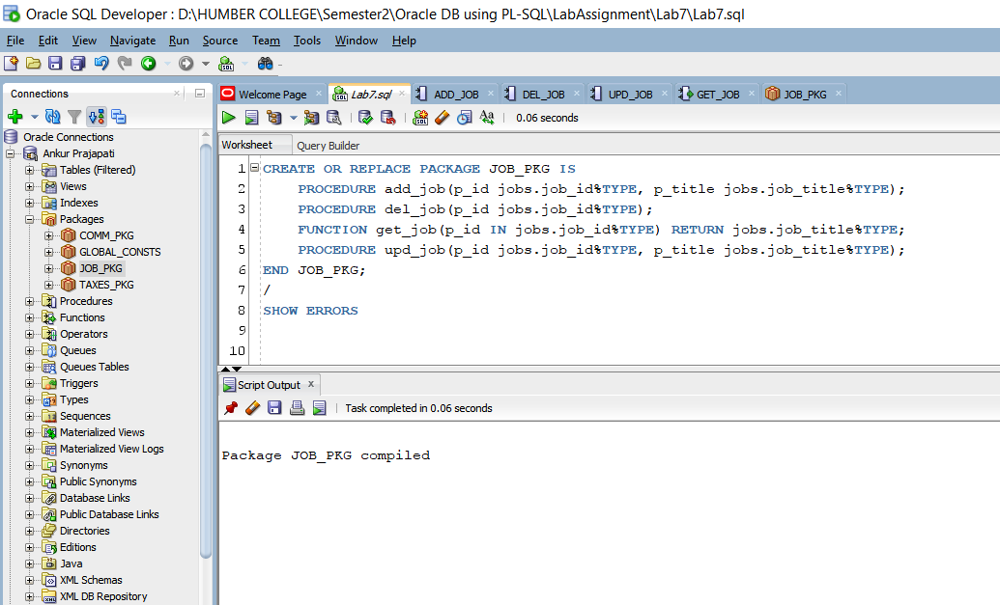 Oracle SQL Developer : D:\HUMBER COLLEGE\Semester2\Oracle DB using PL-SQL\LabAssignment\Lab7\Lab7.sql
File Edit View Navigate Run Source Team Tools Window Help
Connections
Oracle Connections
Ankur Prajapati
Tables (Filtered)
Views
Indexes
Packages
COMM_PKG
GLOBAL_CONSTS
JOB_PKG
TAXES_PKG
Procedures
Functions
Operators
Queues
Queues Tables
Triggers
Types
Sequences
Materialized Views
Materialized View Logs
Synonyms
Public Synonyms
Database Links
Public Database Links
Directories
Editions
Java
XML Schemas
XML DB Repository
Welcome Page Lab7.sql ADD_JOB DEL_JOB UPD_JOB GET_JOB JOB_PKG
0.06 seconds
Worksheet Query Builder
1 CREATE OR REPLACE PACKAGE JOB_PKG IS
2 PROCEDURE add_job(p_id jobs.job_id%TYPE, p_title jobs.job_title%TYPE);
3 PROCEDURE del_job(p_id jobs.job_id%TYPE);
4 FUNCTION get_job(p_id IN jobs.job_id%TYPE) RETURN jobs.job_title%TYPE;
5 PROCEDURE upd_job(p_id jobs.job_id%TYPE, p_title jobs.job_title%TYPE);
6 END JOB_PKG;
7 /
8 SHOW ERRORS
9
10
Script Output
Task completed in 0.06 seconds
Package JOB_PKG compiled